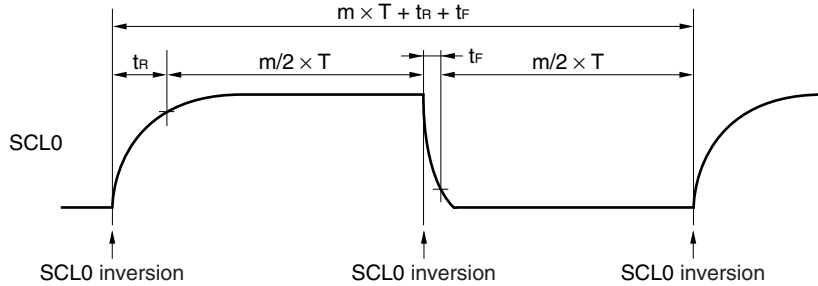 m × T + tR + tF
tR
m/2 × T
tF
m/2 × T
SCL0
SCL0 inversion
SCL0 inversion
SCL0 inversion